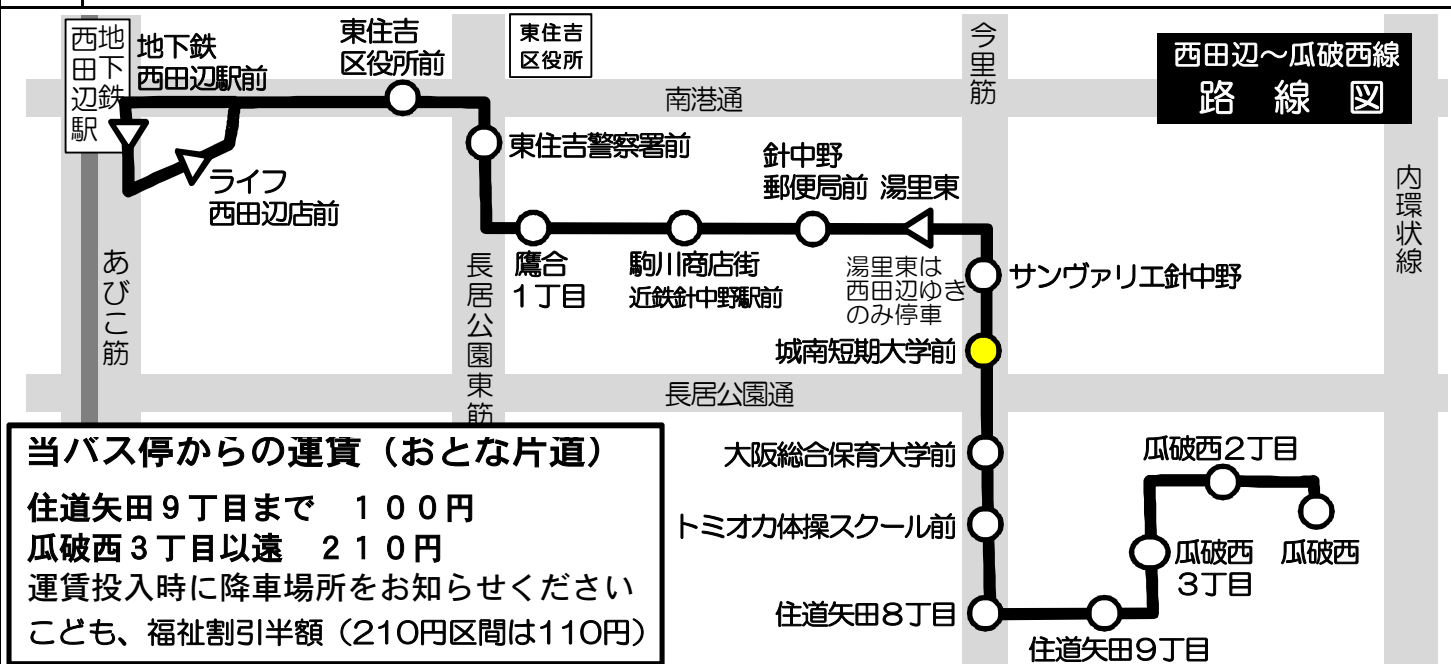 地下鉄
西田辺駅
地下鉄
西田辺駅前
東住吉
区役所前
東住吉
区役所
今里筋
西田辺～瓜破西線
路線図
南港通
東住吉警察署前
針中野
郵便局前
湯里東
ライフ
西田辺店前
内環状線
あびこ筋
長居公園東筋
鷹合
1丁目
駒川商店街
近鉄針中野駅前
湯里東は
西田辺ゆき
のみ停車
サンヴァリエ針中野
城南短期大学前
長居公園通
当バス停からの運賃（おとな片道）
住道矢田９丁目まで　１００円
瓜破西３丁目以遠　２１０円
運賃投入時に降車場所をお知らせください
こども、福祉割引半額（210円区間は110円）
大阪総合保育大学前
トミオカ体操スクール前
住道矢田8丁目
住道矢田9丁目
瓜破西2丁目
瓜破西
3丁目
瓜破西